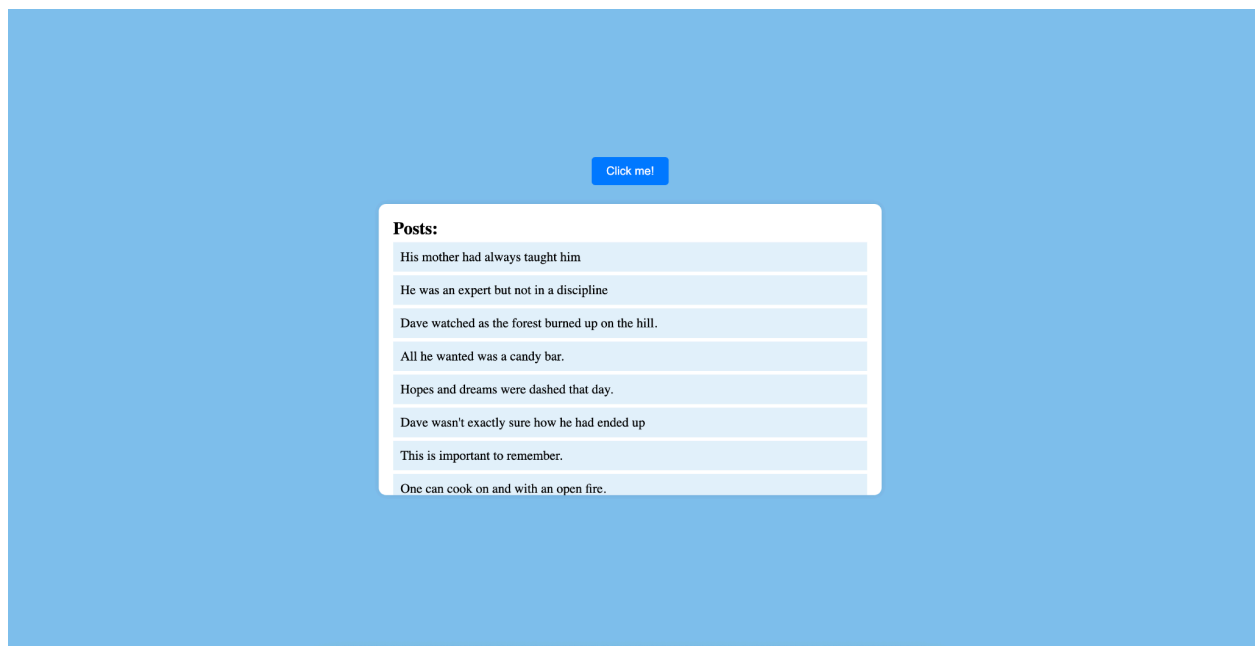 Click me!
Posts:
His mother had always taught him
He was an expert but not in a discipline
Dave watched as the forest burned up on the hill.
All he wanted was a candy bar.
Hopes and dreams were dashed that day.
Dave wasn't exactly sure how he had ended up
This is important to remember.
One can cook on and with an open fire.